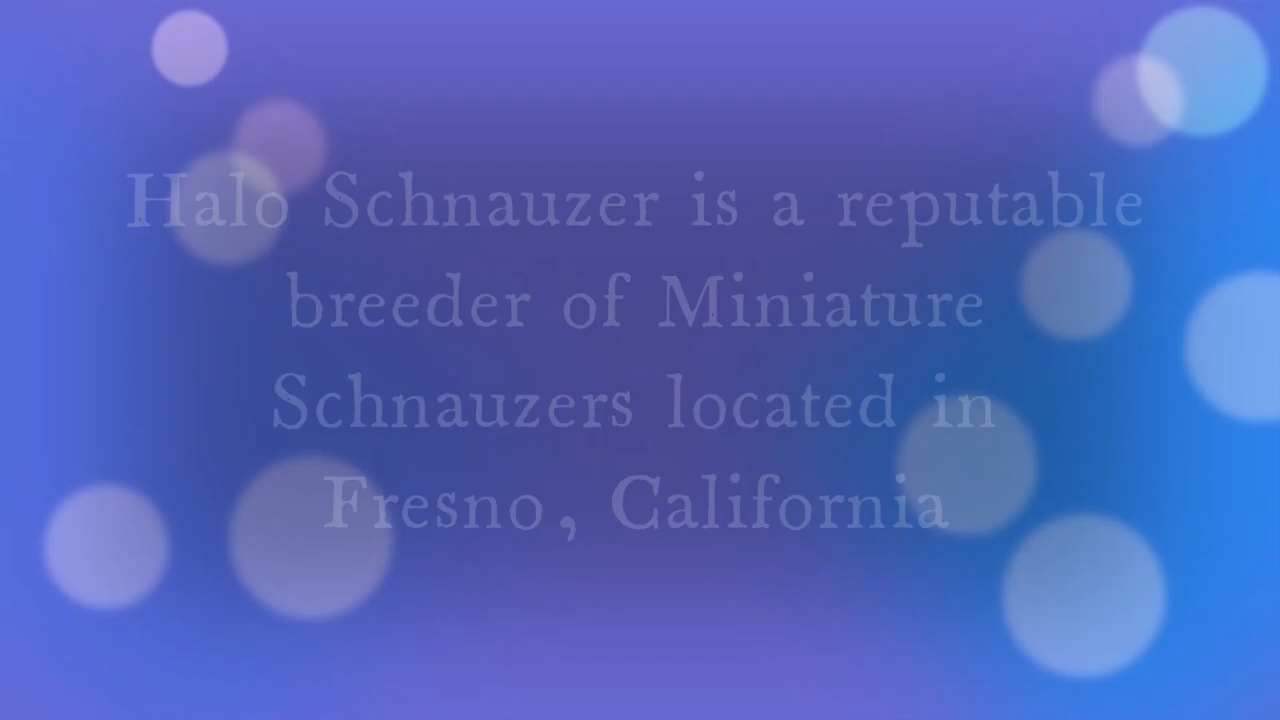 Halo Schnauzer is a reputable
breeder of Miniature
Schnauzers located in
Fresno, California